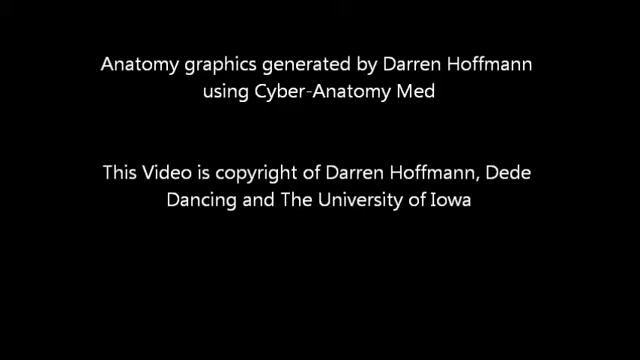 Anatomy graphics generated by Darren Hoffmann
using Cyber-Anatomy Med
This Video is copyright of Darren Hoffmann, Dede
Dancing and The University of Iowa